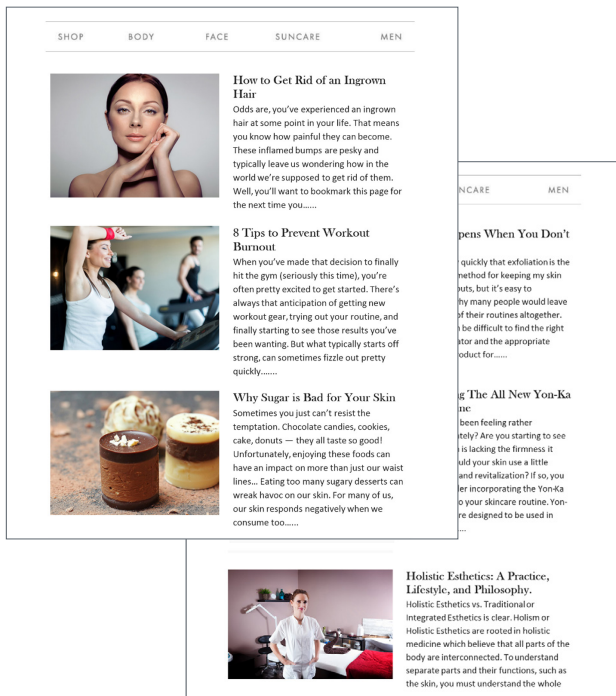 SHOP BODY FACE SUNCARE MEN
How to Get Rid of an Ingrown
Hair
Odds are, you've experienced an ingrown
hair at some point in your life. That means
you know how painful they can become.
These inflamed bumps are pesky and
typically leave us wondering how in the
world we're supposed to get rid of them.
Well, you'll want to bookmark this page for
the next time you......
8 Tips to Prevent Workout
Burnout
When you've made that decision to finally
hit the gym (seriously this time), you're
often pretty excited to get started. There's
always that anticipation of getting new
workout gear, trying out your routine, and
finally starting to see those results you've
been wanting. But what typically starts off
strong, can sometimes fizzle out pretty
quickly.......
Why Sugar is Bad for Your Skin
Sometimes you just can't resist the
temptation. Chocolate candies, cookies,
cake, donuts — they all taste so good!
Unfortunately, enjoying these foods can
have an impact on more than just our waist
lines... Eating too many sugary desserts can
wreak havoc on our skin. For many of us,
our skin responds negatively when we
consume too......
NCARE MEN
pens When You Don't
quickly that exfoliation is the
method for keeping my skin
outs, but it's easy to
hy many people would leave
of their routines altogether.
be difficult to find the right
ator and the appropriate
oduct for......
g The All New Yon-Ka
ne
been feeling rather
tely? Are you starting to see
is lacking the firmness it
uld your skin use a little
and revitalization? If so, you
der incorporating the Yon-Ka
o your skincare routine. Yon-
re designed to be used in
Holistic Esthetics: A Practice,
Lifestyle, and Philosophy.
Holistic Esthetics vs. Traditional or
Integrated Esthetics is clear. Holism or
Holistic Esthetics are rooted in holistic
medicine which believe that all parts of the
body are interconnected. To understand
separate parts and their functions, such as
the skin, you must understand the whole